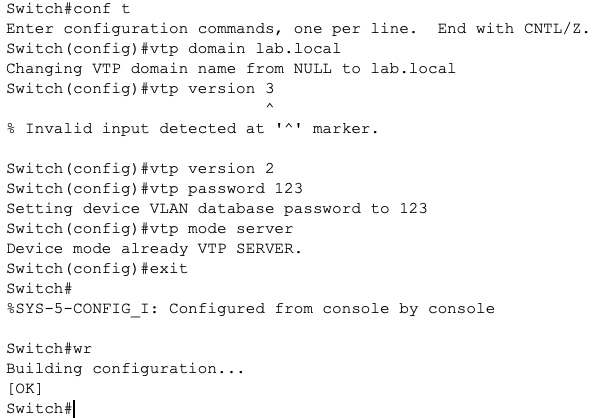 Switch#conf t
Enter configuration commands, one per line.  End with CNTL/Z.
Switch(config)#vtp domain lab.local
Changing VTP domain name from NULL to lab.local
Switch(config)#vtp version 3
                          ^
% Invalid input detected at '^' marker.

Switch(config)#vtp version 2
Switch(config)#vtp password 123
Setting device VLAN database password to 123
Switch(config)#vtp mode server
Device mode already VTP SERVER.
Switch(config)#exit
Switch#
%SYS-5-CONFIG_I: Configured from console by console

Switch#wr
Building configuration...
[OK]
Switch#